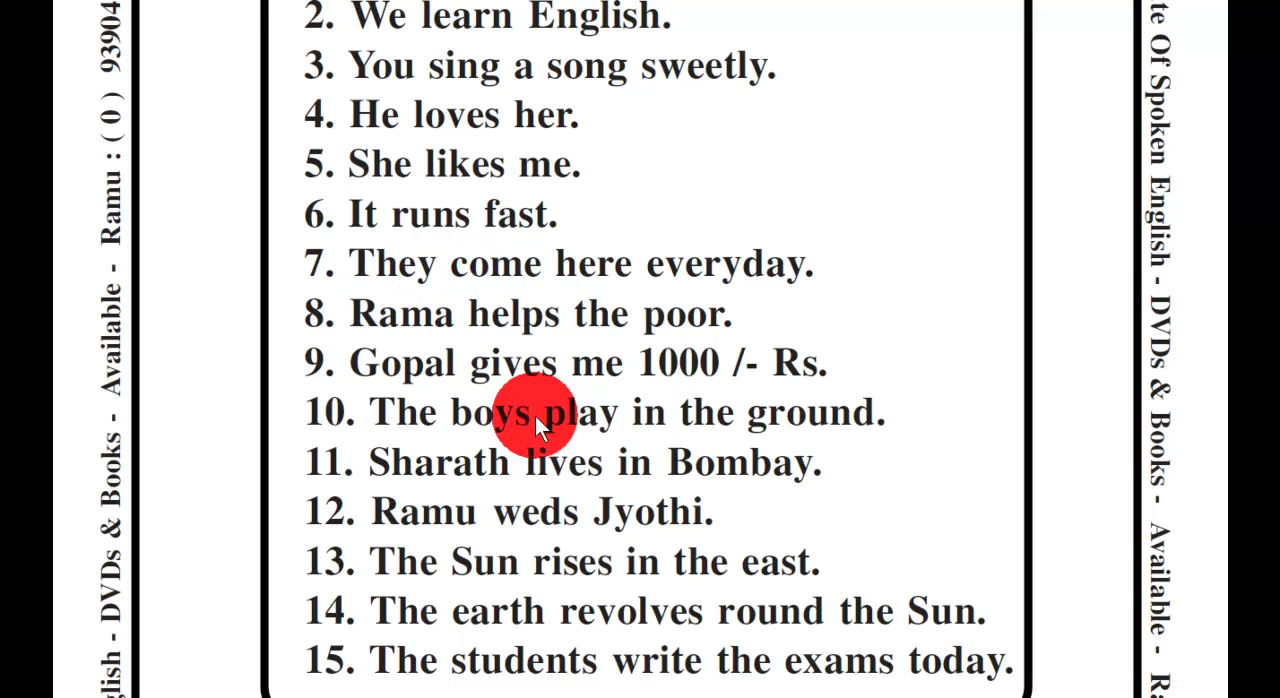 2. We learn English.
3. You sing a song sweetly.
4. He loves her.
5. She likes me.
6. It runs fast.
7. They come here everyday.
8. Rama helps the poor.
9. Gopal gives me 1000 /- Rs.
10. The boys play in the ground.
11. Sharath lives in Bombay.
12. Ramu weds Jyothi.
13. The Sun rises in the east.
14. The earth revolves round the Sun.
15. The students write the exams today.
- DVDs & Books - Available - Ramu : ( 0 ) 93904
Of Spoken English - DVDs & Books - Available -